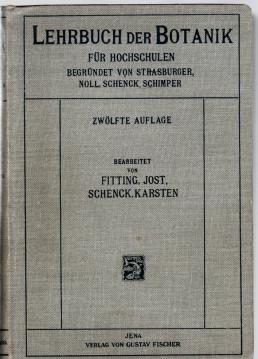 LEHRBUCH DER BOTANIK
FÜR HOCHSCHULEN
BEGRÜNDET VON STRASBURGER,
NOLL, SCHENCK, SCHIMPER
ZWÖLFTE AUFLAGE
BEARBEITET
VON
FITTING, JOST,
SCHENCK, KARSTEN
JENA
VERLAG VON GUSTAV FISCHER